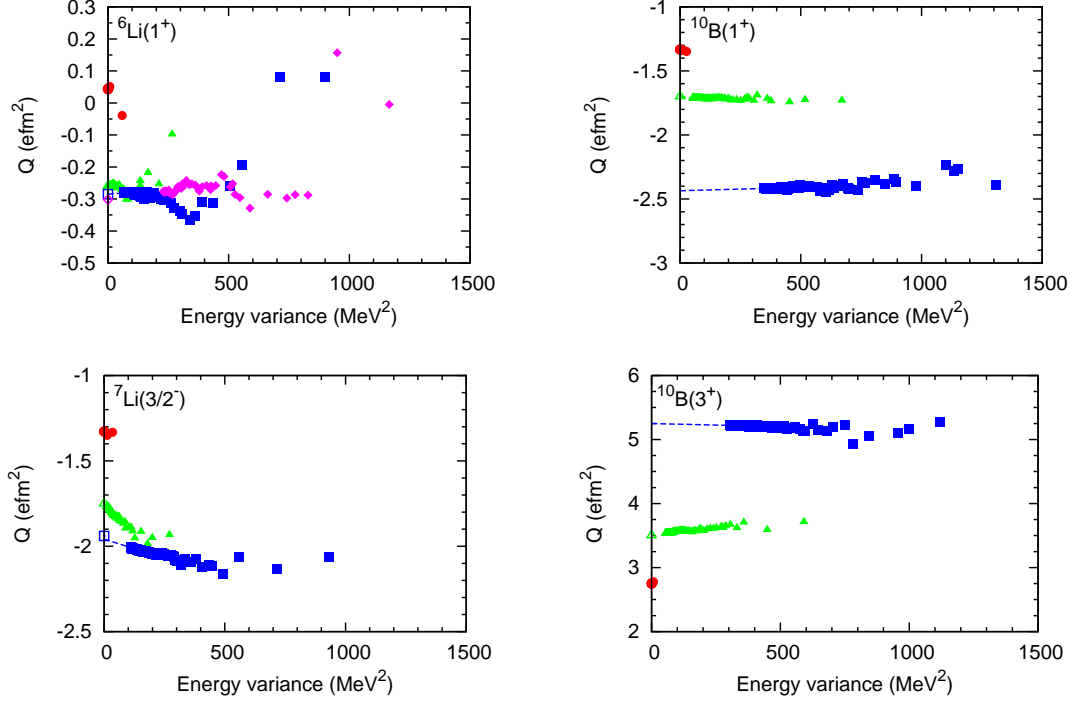 ⁶Li(1⁺)
Q (efm²)
0.3
0.2
0.1
0
-0.1
-0.2
-0.3
-0.4
-0.5
0 500 1000 1500
Energy variance (MeV²)
¹⁰B(1⁺)
Q (efm²)
-1
-1.5
-2
-2.5
-3
0 500 1000 1500
Energy variance (MeV²)
⁷Li(3/2⁻)
Q (efm²)
-1
-1.5
-2
-2.5
0 500 1000 1500
Energy variance (MeV²)
¹⁰B(3⁺)
Q (efm²)
6
5
4
3
2
0 500 1000 1500
Energy variance (MeV²)